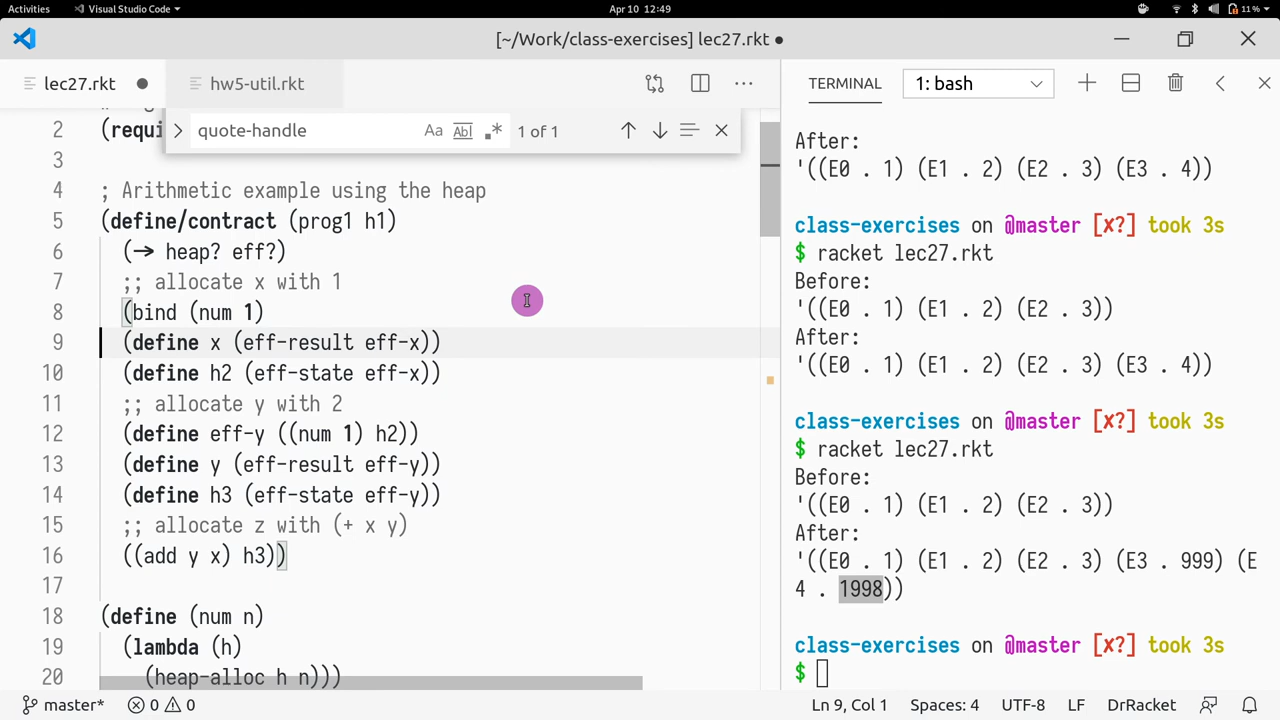 Activities
Visual Studio Code
Apr 10 12:49
11%
[~/Work/class-exercises] lec27.rkt ●
lec27.rkt
hw5-util.rkt
quote-handle
Aa
Abl
1 of 1
2 (requi
3
4 ; Arithmetic example using the heap
5 (define/contract (prog1 h1)
6 (→ heap? eff?)
7 ;; allocate x with 1
8 (bind (num 1)
9 (define x (eff-result eff-x))
10 (define h2 (eff-state eff-x))
11 ;; allocate y with 2
12 (define eff-y ((num 1) h2))
13 (define y (eff-result eff-y))
14 (define h3 (eff-state eff-y))
15 ;; allocate z with (+ x y)
16 ((add y x) h3))
17
18 (define (num n)
19 (lambda (h)
20 (heap-alloc h n)))
TERMINAL
1: bash
After:
'((E0 . 1) (E1 . 2) (E2 . 3) (E3 . 4))
class-exercises on @master [✗?] took 3s
$ racket lec27.rkt
Before:
'((E0 . 1) (E1 . 2) (E2 . 3))
After:
'((E0 . 1) (E1 . 2) (E2 . 3) (E3 . 4))
class-exercises on @master [✗?] took 3s
$ racket lec27.rkt
Before:
'((E0 . 1) (E1 . 2) (E2 . 3))
After:
'((E0 . 1) (E1 . 2) (E2 . 3) (E3 . 999) (E
4 . 1998))
class-exercises on @master [✗?] took 3s
$
master*
0
0
Ln 9, Col 1
Spaces: 4
UTF-8
LF
DrRacket